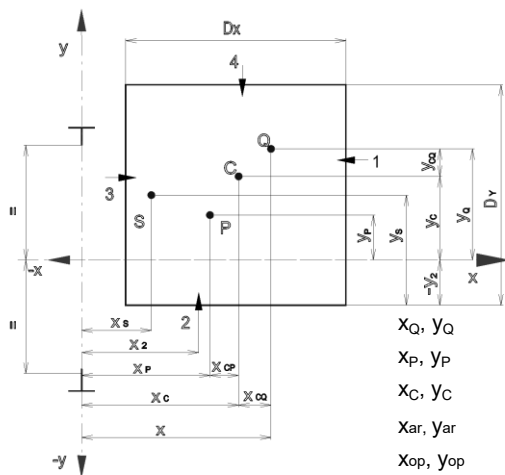 y
Dx
4
Q
1
C
3
S
P
yCQ
yQ
yC
yS
yP
DY
-y2
=
=
-x
x
2
xS
x2
xP
xCP
xC
xCQ
x
-y
xQ, yQ
xP, yP
xC, yC
xar, yar
xop, yop